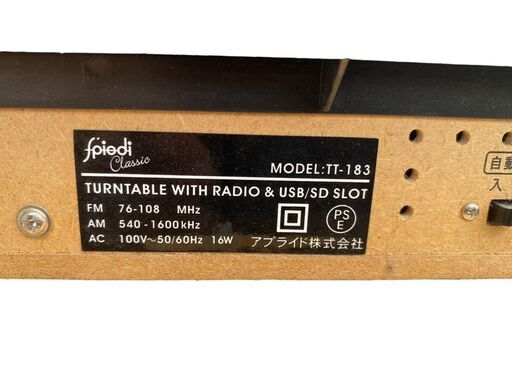 fpiedi
Classic
MODEL:TT-183
TURNTABLE WITH RADIO & USB/SD SLOT
FM 76-108 MHz
AM 540-1600kHz
AC 100V~50/60Hz 16W
PSE
アプライド株式会社
自動
入